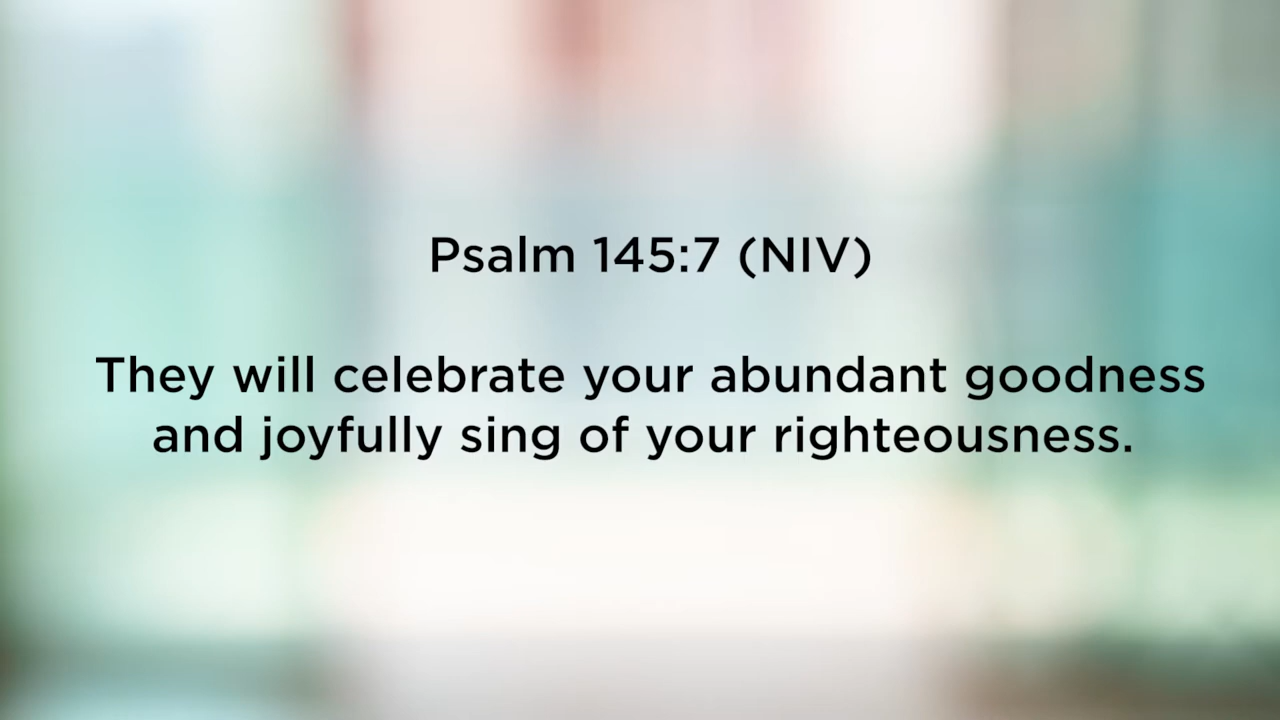 Psalm 145:7 (NIV)
They will celebrate your abundant goodness
and joyfully sing of your righteousness.